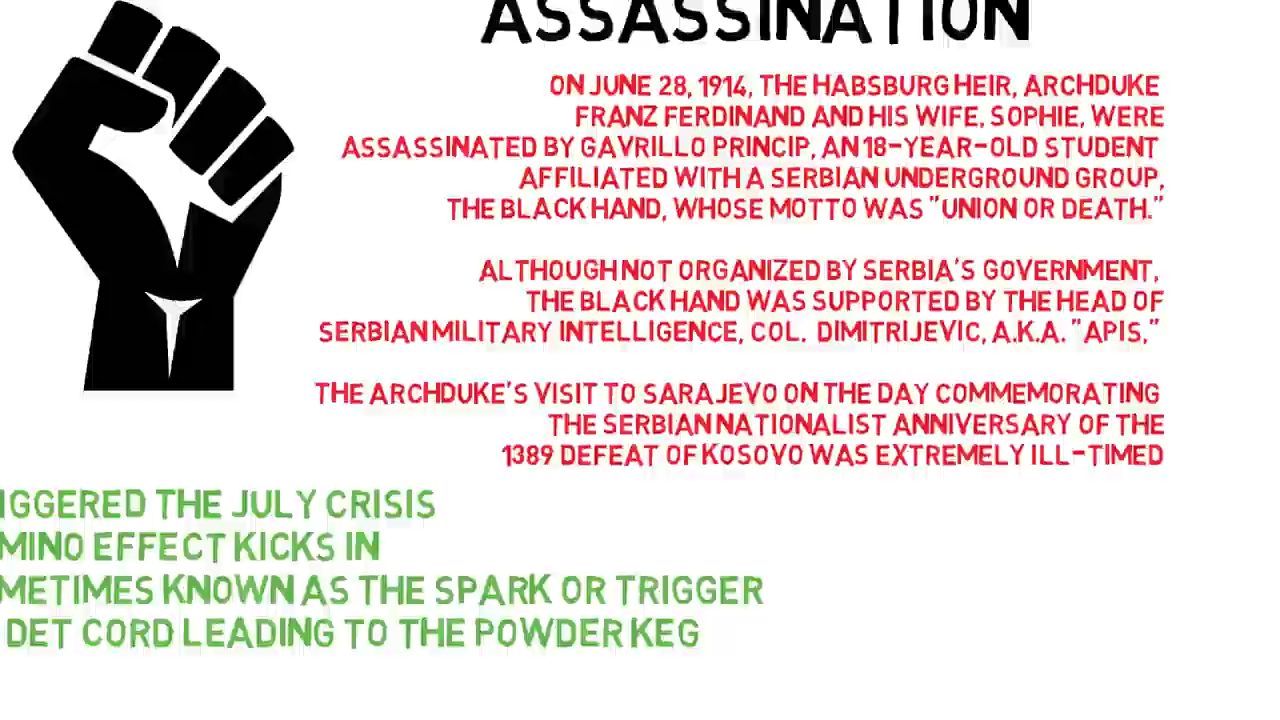 ASSASSINATION
ON JUNE 28, 1914, THE HABSBURG HEIR, ARCHDUKE
FRANZ FERDINAND AND HIS WIFE, SOPHIE, WERE
ASSASSINATED BY GAVRILLO PRINCIP, AN 18-YEAR-OLD STUDENT
AFFILIATED WITH A SERBIAN UNDERGROUND GROUP,
THE BLACK HAND, WHOSE MOTTO WAS "UNION OR DEATH."
ALTHOUGH NOT ORGANIZED BY SERBIA'S GOVERNMENT,
THE BLACK HAND WAS SUPPORTED BY THE HEAD OF
SERBIAN MILITARY INTELLIGENCE, COL. DIMITRIJEVIC, A.K.A. "APIS,"
THE ARCHDUKE'S VISIT TO SARAJEVO ON THE DAY COMMEMORATING
THE SERBIAN NATIONALIST ANNIVERSARY OF THE
1389 DEFEAT OF KOSOVO WAS EXTREMELY ILL-TIMED
IGGERED THE JULY CRISIS
MINO EFFECT KICKS IN
METIMES KNOWN AS THE SPARK OR TRIGGER
DET CORD LEADING TO THE POWDER KEG